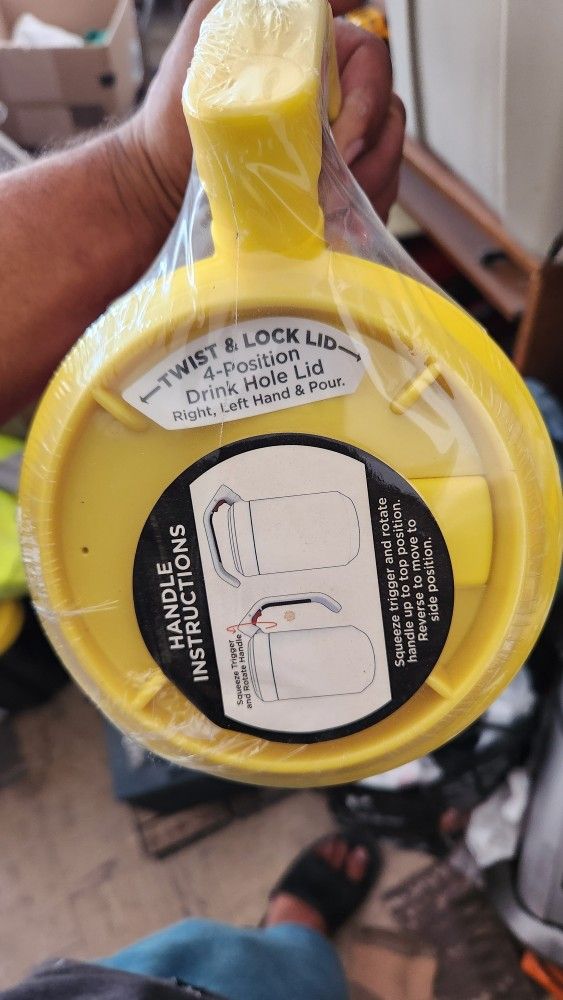 TWIST & LOCK LID
4-Position
Drink Hole Lid
Right, Left Hand & Pour.
HANDLE
INSTRUCTIONS
Squeeze Trigger
and Rotate Handle
Squeeze trigger and rotate
handle up to top position.
Reverse to move to
side position.